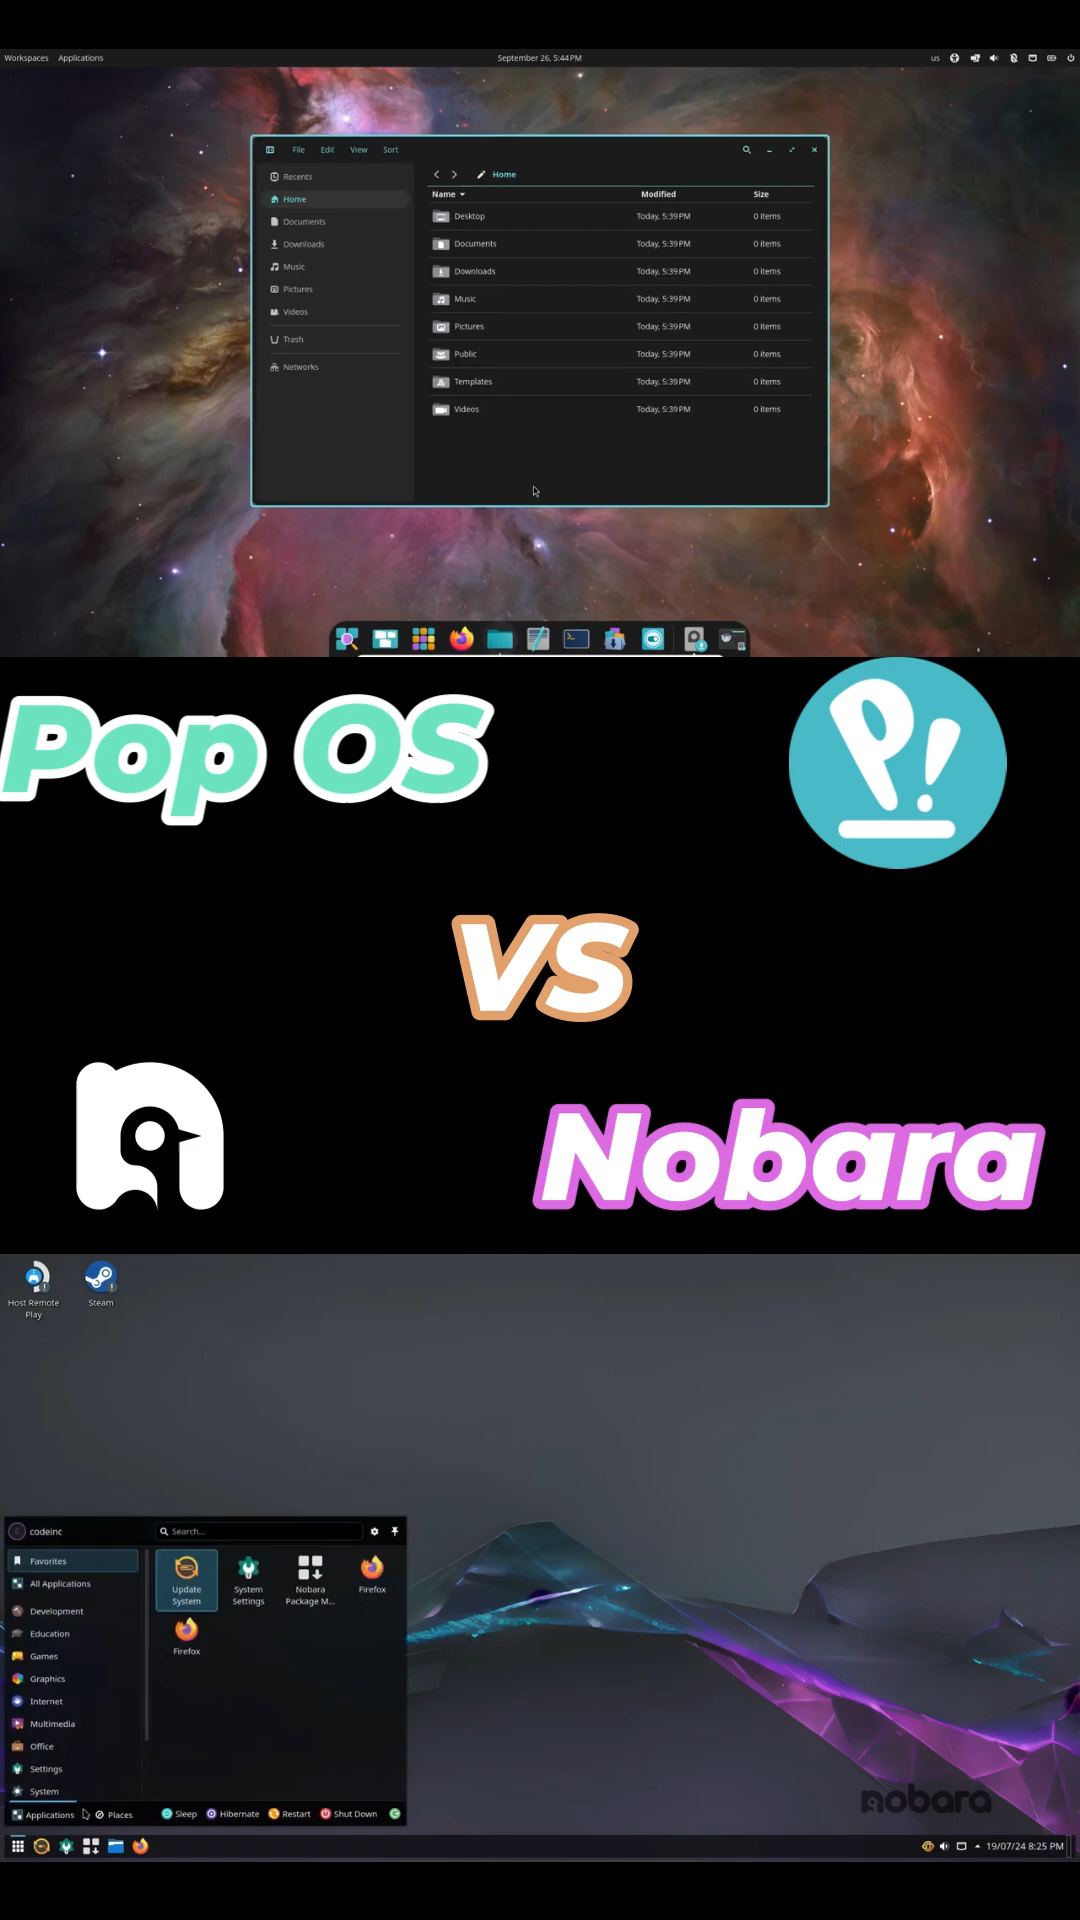 Workspaces Applications September 26, 5:44 PM us
File Edit View Sort
Recents
Home
Documents
Downloads
Music
Pictures
Videos
Trash
Networks
Home
Name Modified Size
Desktop Today, 5:39 PM 0 items
Documents Today, 5:39 PM 0 items
Downloads Today, 5:39 PM 0 items
Music Today, 5:39 PM 0 items
Pictures Today, 5:39 PM 0 items
Public Today, 5:39 PM 0 items
Templates Today, 5:39 PM 0 items
Videos Today, 5:39 PM 0 items
Pop OS
P!
VS
Nobara
Host Remote
Play
Steam
codeinc
Search...
Favorites
All Applications
Development
Education
Games
Graphics
Internet
Multimedia
Office
Settings
System
Update
System
System
Settings
Nobara
Package M...
Firefox
Firefox
Applications Places Sleep Hibernate Restart Shut Down
nobara
19/07/24 8:25 PM